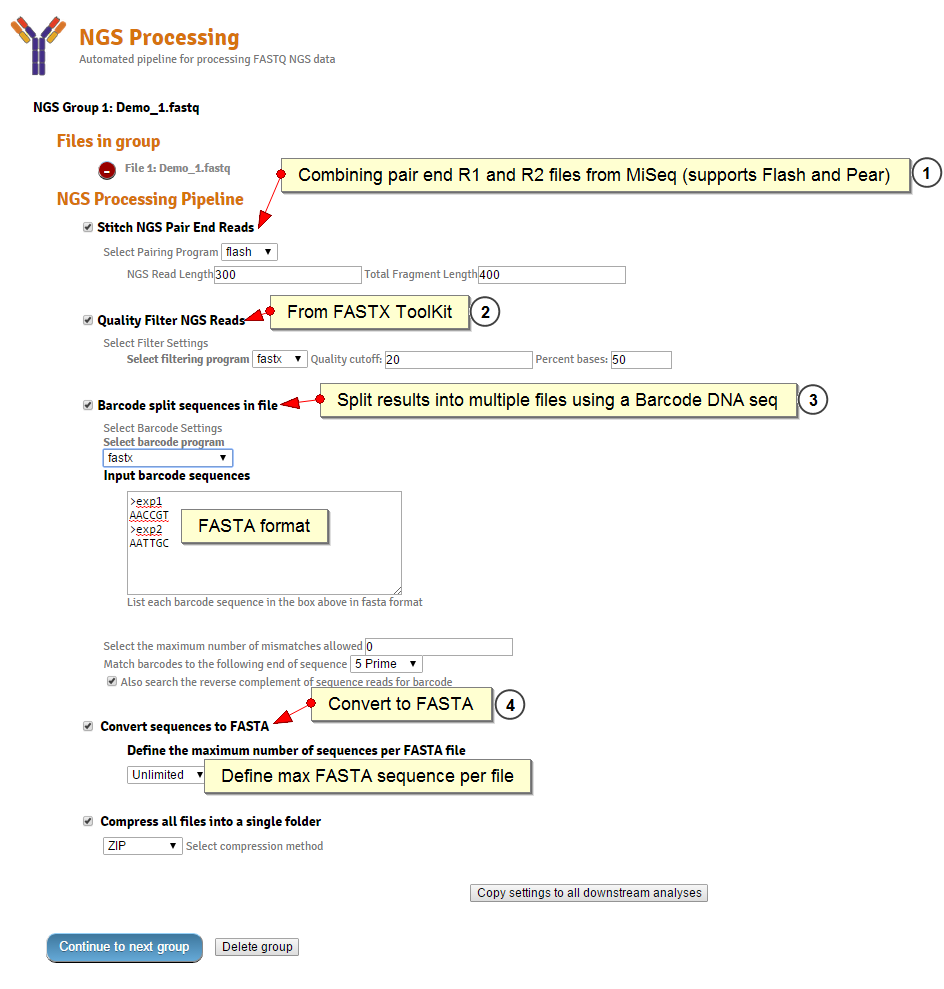 NGS Processing
Automated pipeline for processing FASTQ NGS data
NGS Group 1: Demo_1.fastq
Files in group
File 1: Demo_1.fastq
Combining pair end R1 and R2 files from MiSeq (supports Flash and Pear)
1
NGS Processing Pipeline
Stitch NGS Pair End Reads
Select Pairing Program flash
NGS Read Length 300 Total Fragment Length 400
Quality Filter NGS Reads
From FASTX ToolKit
2
Select Filter Settings
Select filtering program fastx Quality cutoff: 20 Percent bases: 50
Barcode split sequences in file
Split results into multiple files using a Barcode DNA seq
3
Select Barcode Settings
Select barcode program
fastx
Input barcode sequences
>exp1
AACCGT
>exp2
AATTGC
FASTA format
List each barcode sequence in the box above in fasta format
Select the maximum number of mismatches allowed 0
Match barcodes to the following end of sequence 5 Prime
Also search the reverse complement of sequence reads for barcode
Convert to FASTA
4
Convert sequences to FASTA
Define the maximum number of sequences per FASTA file
Unlimited
Define max FASTA sequence per file
Compress all files into a single folder
ZIP Select compression method
Copy settings to all downstream analyses
Continue to next group
Delete group